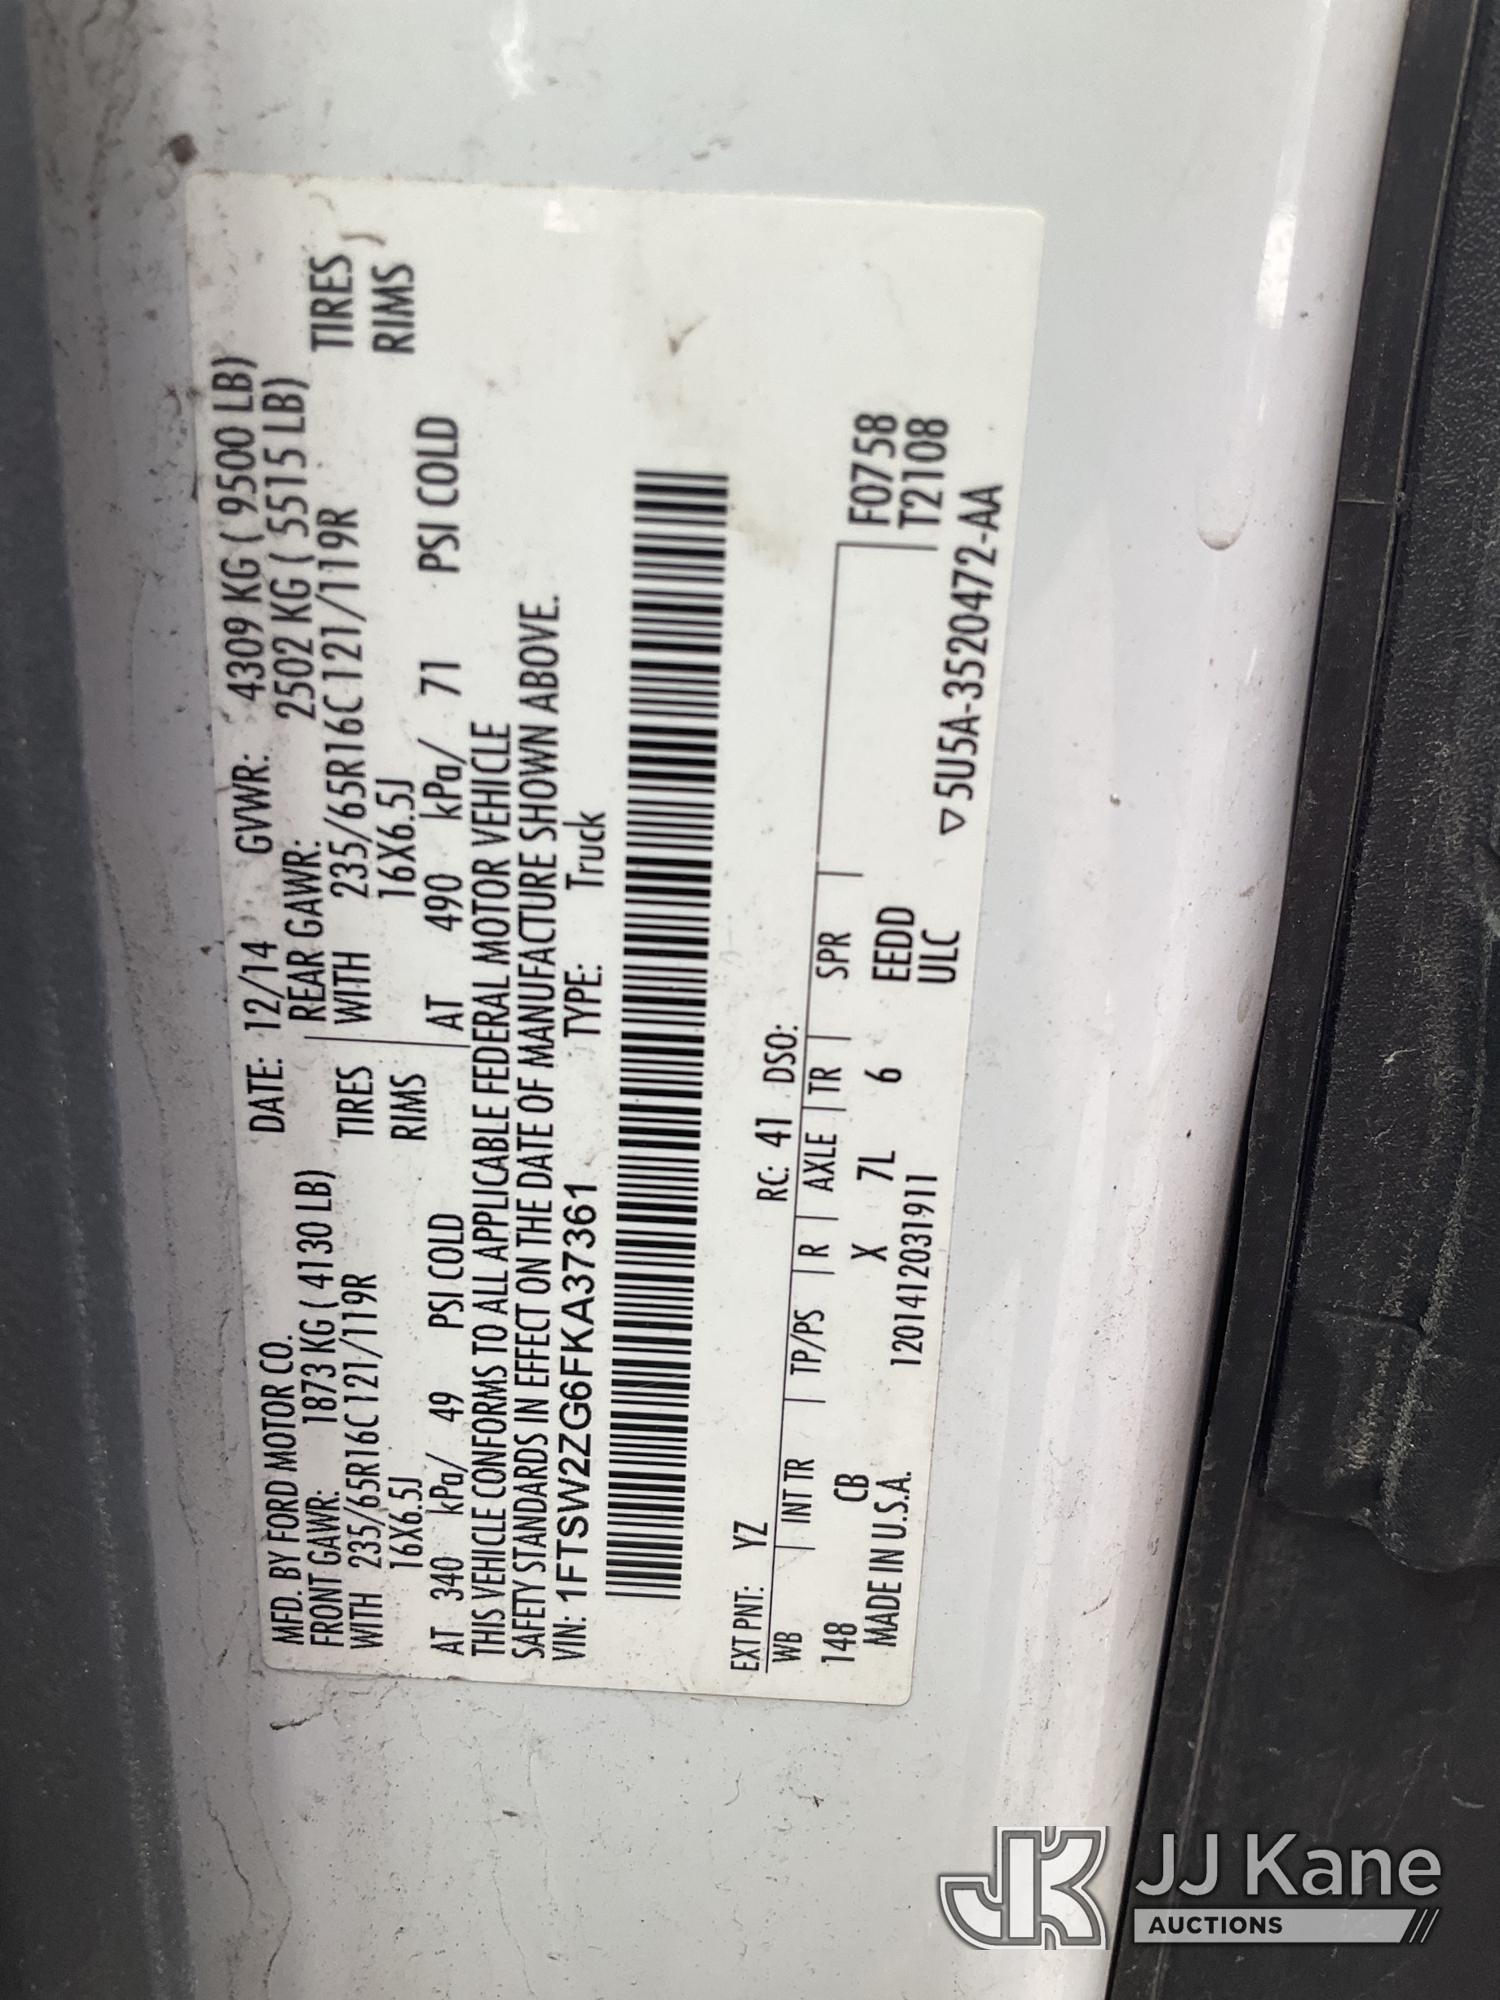 MFD. BY FORD MOTOR CO. DATE: 12/14 GVWR: 4309 KG ( 9500 LB)
FRONT GAWR: 1873 KG ( 4130 LB) REAR GAWR: 2502 KG ( 5515 LB)
WITH 235/65R16C 121/119R TIRES WITH 235/65R16C 121/119R TIRES
16X6.5J RIMS 16X6.5J RIMS
AT 340 kPa/ 49 PSI COLD AT 490 kPa/ 71 PSI COLD
THIS VEHICLE CONFORMS TO ALL APPLICABLE FEDERAL MOTOR VEHICLE
SAFETY STANDARDS IN EFFECT ON THE DATE OF MANUFACTURE SHOWN ABOVE.
VIN: 1FTSW2ZG6FKA37361 TYPE: Truck
EXT PNT: YZ RC: 41 DSO:
WB INT TR TP/PS R AXLE TR SPR
F0758
148 CB X 7L 6 EEDD T2108
MADE IN U.S.A. 120141203191​1 ULC ▽5U5A-3520472-AA
JK JJ Kane
AUCTIONS